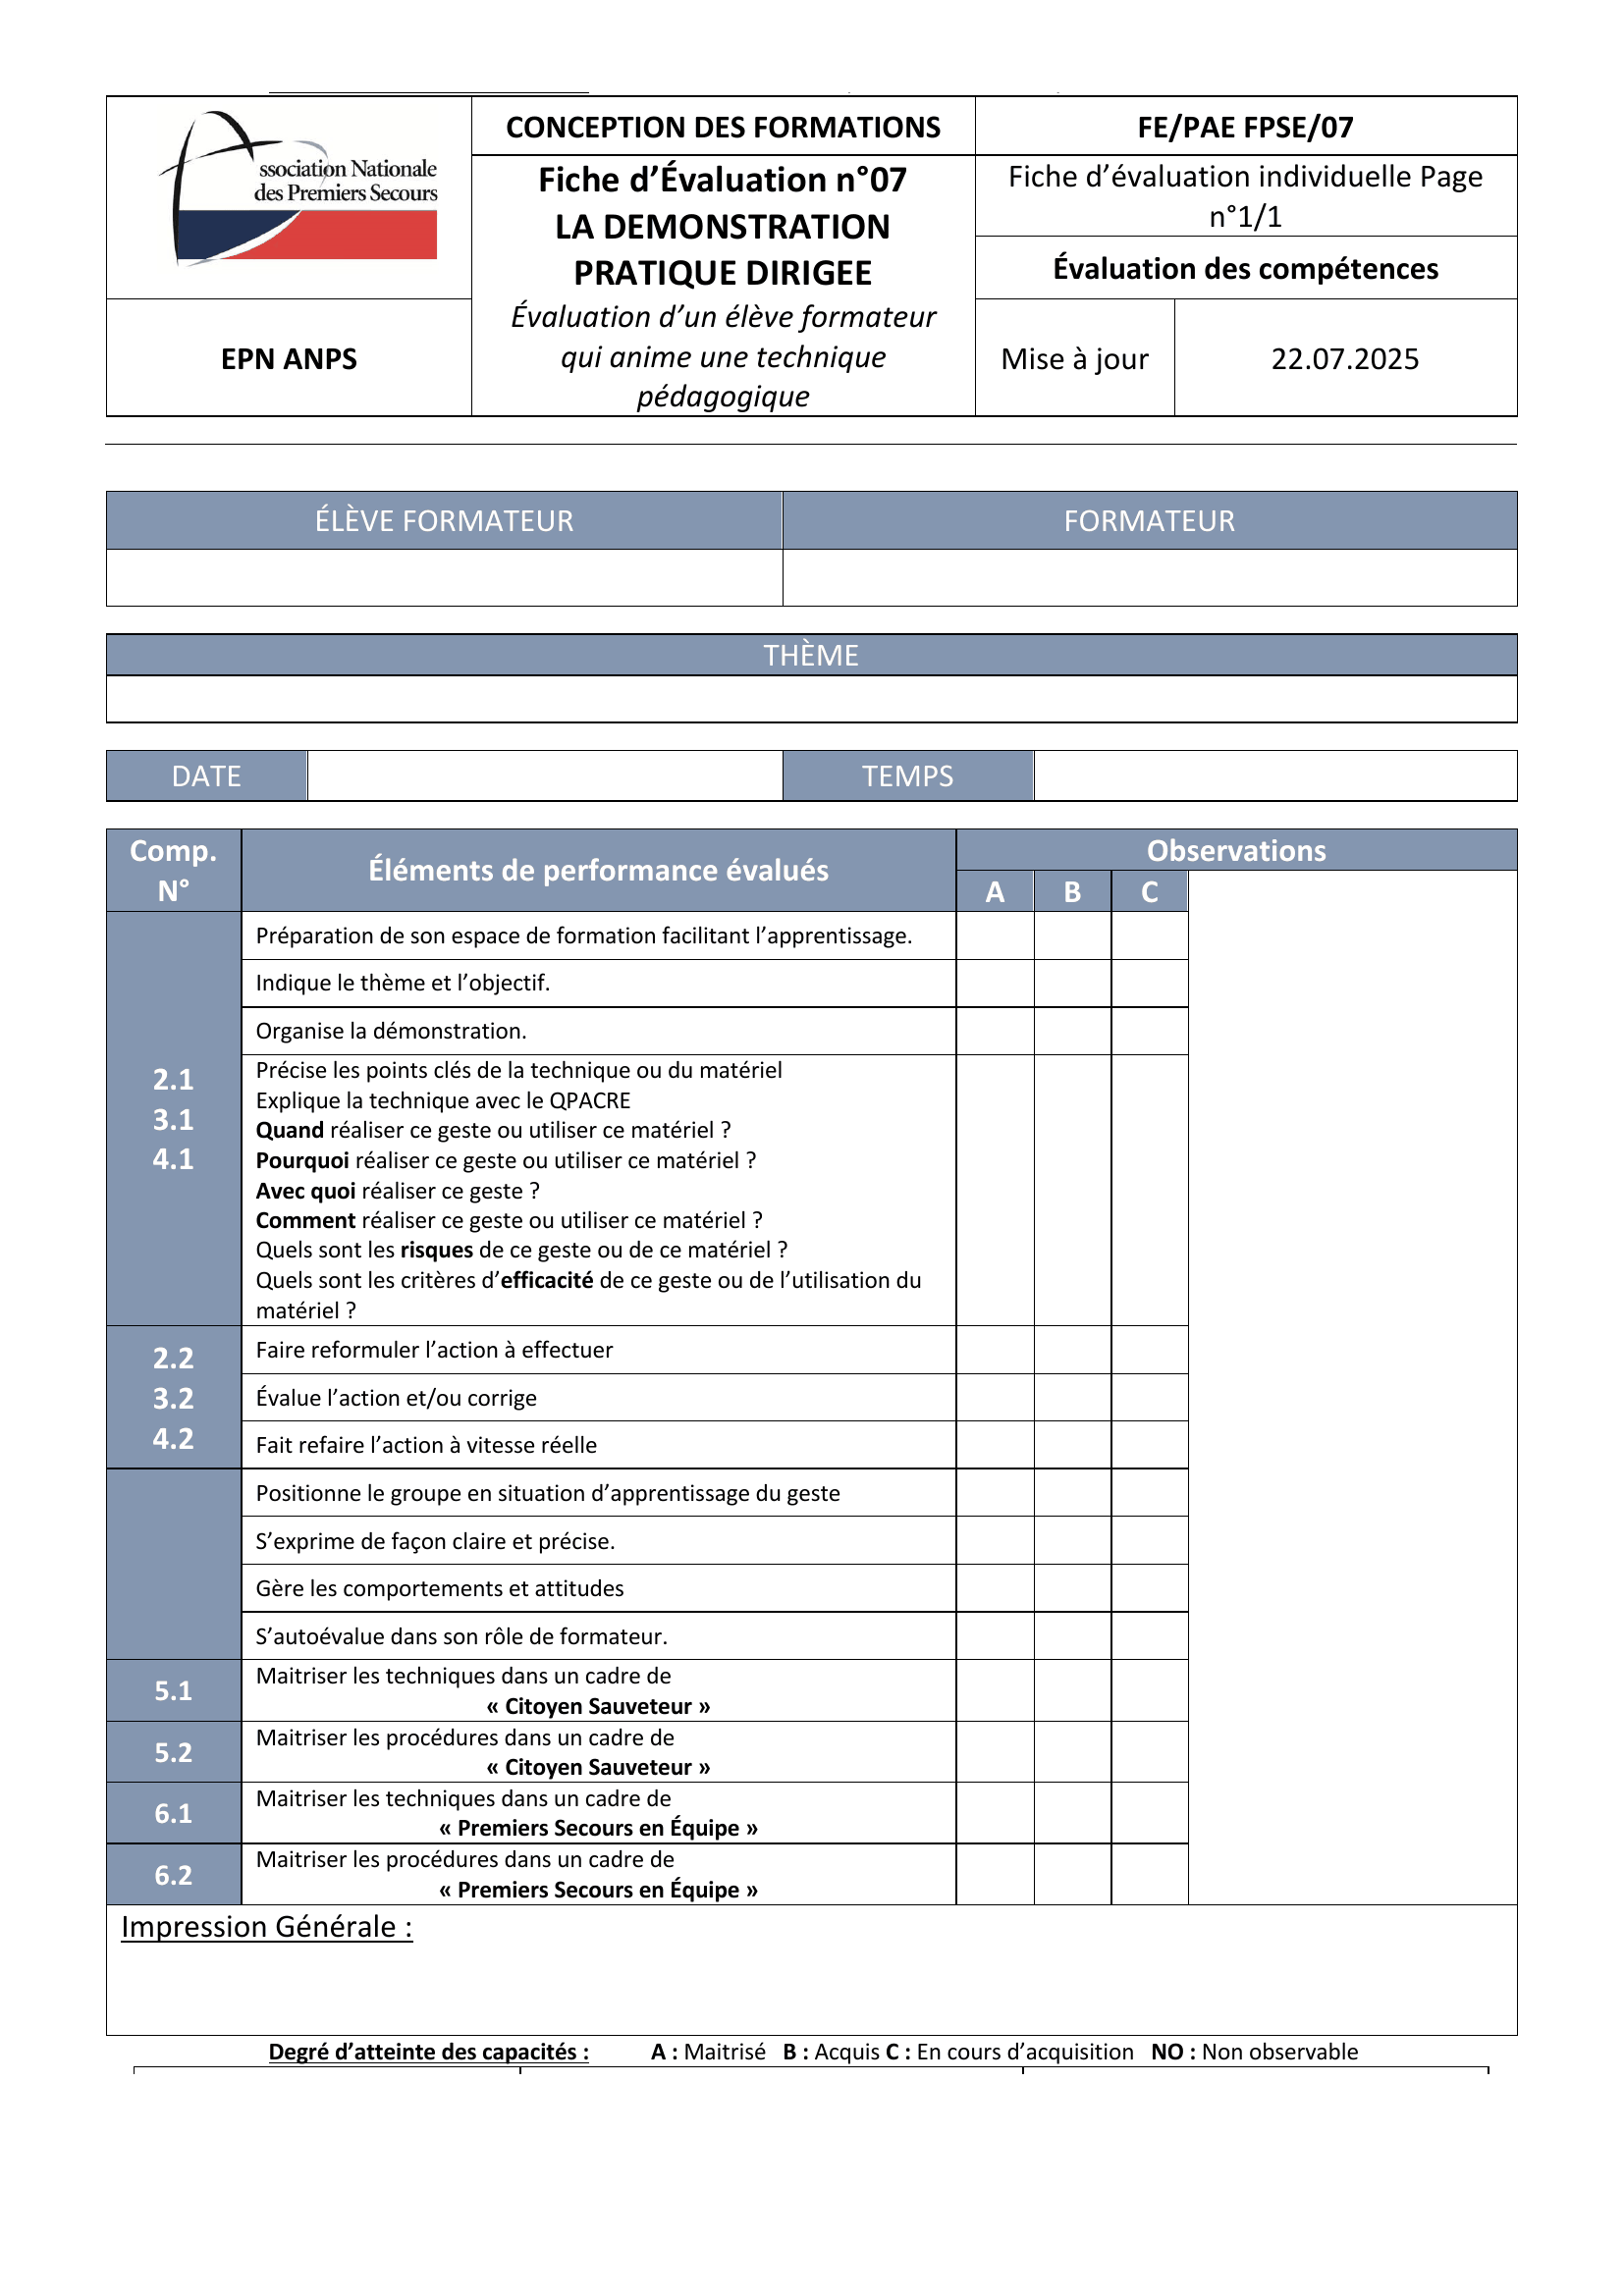 ssociation Nationale
des Premiers Secours
EPN ANPS
CONCEPTION DES FORMATIONS
Fiche d’Évaluation n°07
LA DEMONSTRATION
PRATIQUE DIRIGEE
Évaluation d’un élève formateur
qui anime une technique
pédagogique
FE/PAE FPSE/07
Fiche d’évaluation individuelle Page
n°1/1
Évaluation des compétences
Mise à jour
22.07.2025
ÉLÈVE FORMATEUR
FORMATEUR
THÈME
DATE
TEMPS
Comp.
N°
Éléments de performance évalués
Observations
A
B
C
2.1
3.1
4.1
Préparation de son espace de formation facilitant l’apprentissage.
Indique le thème et l’objectif.
Organise la démonstration.
Précise les points clés de la technique ou du matériel
Explique la technique avec le QPACRE
Quand réaliser ce geste ou utiliser ce matériel ?
Pourquoi réaliser ce geste ou utiliser ce matériel ?
Avec quoi réaliser ce geste ?
Comment réaliser ce geste ou utiliser ce matériel ?
Quels sont les risques de ce geste ou de ce matériel ?
Quels sont les critères d’efficacité de ce geste ou de l’utilisation du
matériel ?
2.2
3.2
4.2
Faire reformuler l’action à effectuer
Évalue l’action et/ou corrige
Fait refaire l’action à vitesse réelle
Positionne le groupe en situation d’apprentissage du geste
S’exprime de façon claire et précise.
Gère les comportements et attitudes
S’autoévalue dans son rôle de formateur.
5.1
Maitriser les techniques dans un cadre de
« Citoyen Sauveteur »
5.2
Maitriser les procédures dans un cadre de
« Citoyen Sauveteur »
6.1
Maitriser les techniques dans un cadre de
« Premiers Secours en Équipe »
6.2
Maitriser les procédures dans un cadre de
« Premiers Secours en Équipe »
Impression Générale :
Degré d’atteinte des capacités : A : Maitrisé B : Acquis C : En cours d’acquisition NO : Non observable